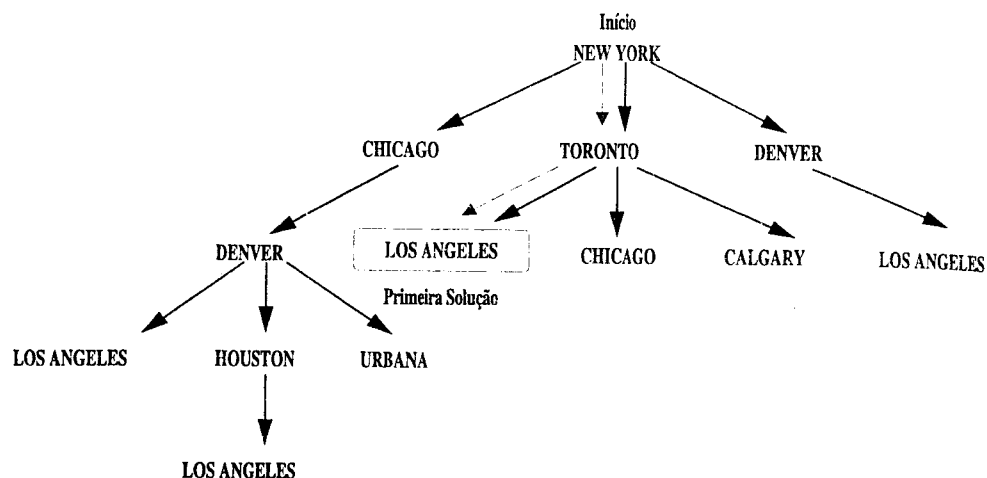 Início
NEW YORK
CHICAGO TORONTO DENVER
DENVER LOS ANGELES CHICAGO CALGARY LOS ANGELES
Primeira Solução
LOS ANGELES HOUSTON URBANA
LOS ANGELES